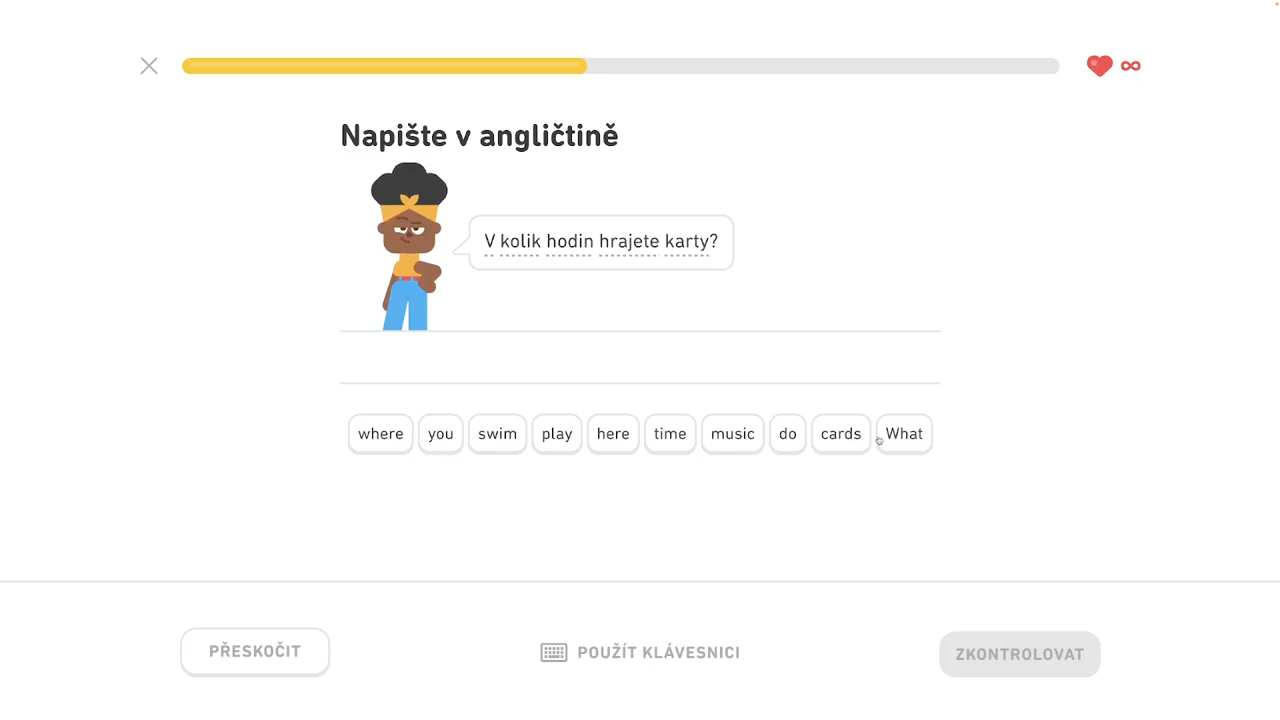 ∞
Napište v angličtině
V kolik hodin hrajete karty?
where you swim play here time music do cards What
PŘESKOČIT POUŽÍT KLÁVESNICI ZKONTROLOVAT